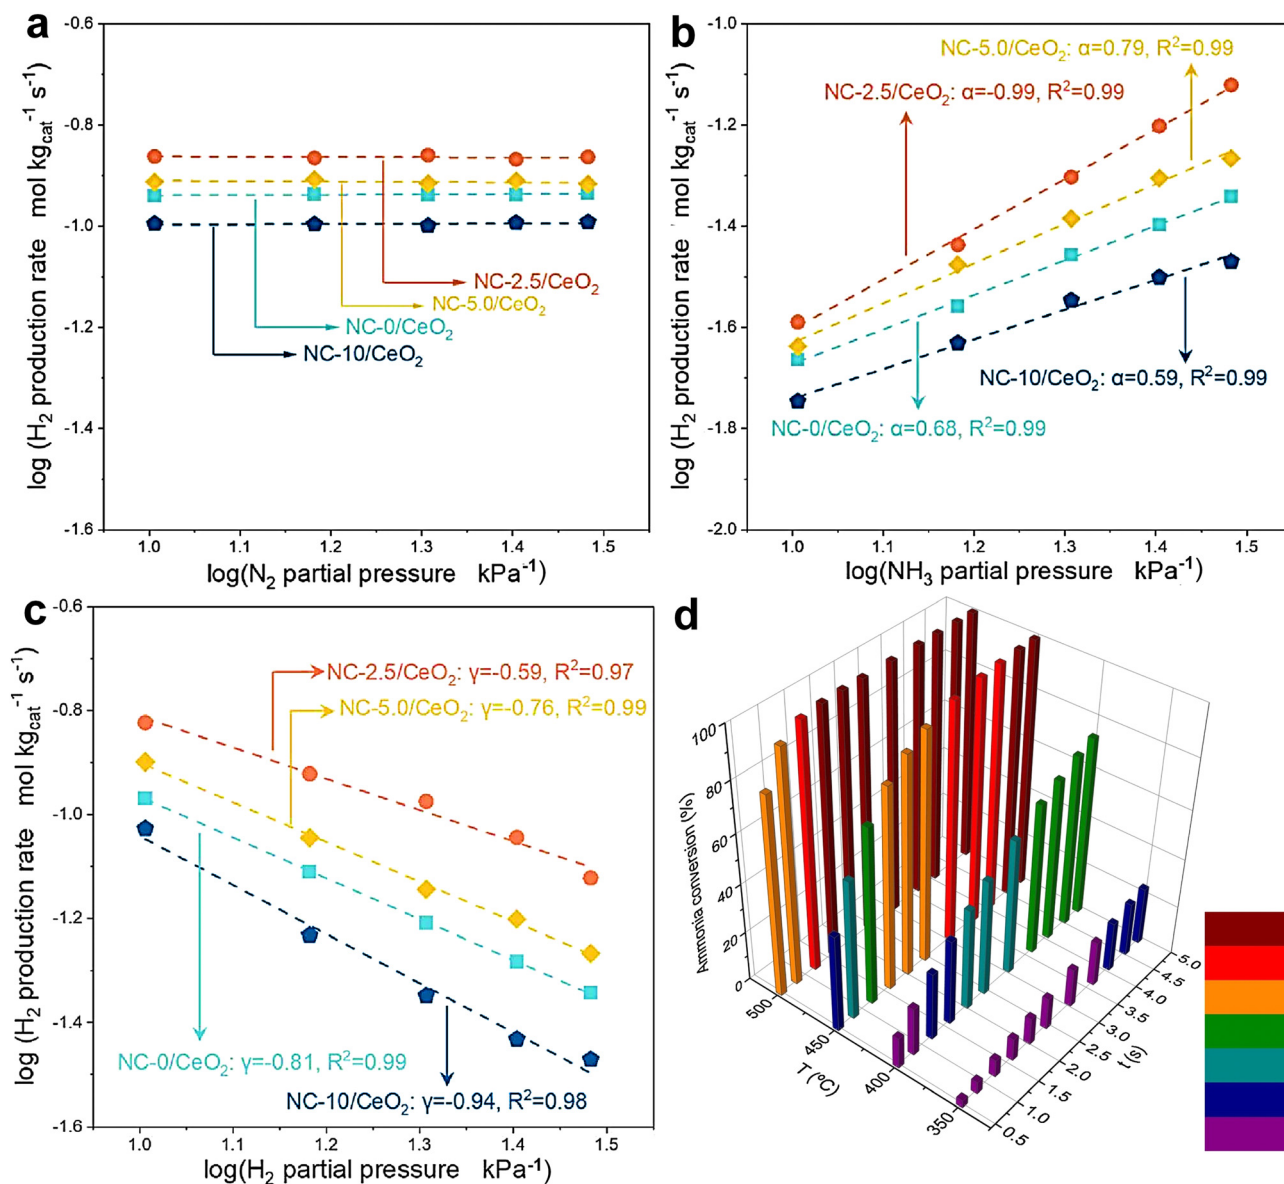 a
log (H₂ production rate mol kg_cat⁻¹ s⁻¹)
-0.6
-0.8
-1.0
-1.2
-1.4
-1.6
NC-2.5/CeO₂
NC-5.0/CeO₂
NC-0/CeO₂
NC-10/CeO₂
1.0 1.1 1.2 1.3 1.4 1.5
log(N₂ partial pressure kPa⁻¹)
b
log (H₂ production rate mol kg_cat⁻¹ s⁻¹)
-1.0
-1.2
-1.4
-1.6
-1.8
-2.0
NC-5.0/CeO₂: α=0.79, R²=0.99
NC-2.5/CeO₂: α=-0.99, R²=0.99
NC-10/CeO₂: α=0.59, R²=0.99
NC-0/CeO₂: α=0.68, R²=0.99
1.0 1.1 1.2 1.3 1.4 1.5
log(NH₃ partial pressure kPa⁻¹)
c
log (H₂ production rate mol kg_cat⁻¹ s⁻¹)
-0.6
-0.8
-1.0
-1.2
-1.4
-1.6
NC-2.5/CeO₂: γ=-0.59, R²=0.97
NC-5.0/CeO₂: γ=-0.76, R²=0.99
NC-0/CeO₂: γ=-0.81, R²=0.99
NC-10/CeO₂: γ=-0.94, R²=0.98
1.0 1.1 1.2 1.3 1.4 1.5
log(H₂ partial pressure kPa⁻¹)
d
Ammonia conversion (%)
100
80
60
40
20
0
500
450
400
350
T (ºC)
0.5
1.0
1.5
2.0
2.5
3.0
3.5
4.0
4.5
5.0
t (s)